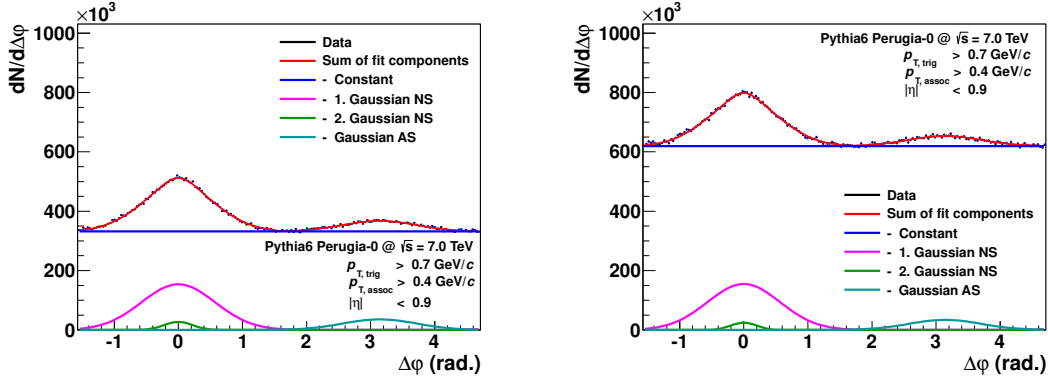 ×10³
1000
800
600
400
200
0
dN/dΔφ
Data
Sum of fit components
- Constant
- 1. Gaussian NS
- 2. Gaussian NS
- Gaussian AS
Pythia6 Perugia-0 @ √s = 7.0 TeV
p_T, trig > 0.7 GeV/c
p_T, assoc > 0.4 GeV/c
|η| < 0.9
-1 0 1 2 3 4
Δφ (rad.)
×10³
1000
800
600
400
200
0
dN/dΔφ
Pythia6 Perugia-0 @ √s = 7.0 TeV
p_T, trig > 0.7 GeV/c
p_T, assoc > 0.4 GeV/c
|η| < 0.9
Data
Sum of fit components
- Constant
- 1. Gaussian NS
- 2. Gaussian NS
- Gaussian AS
-1 0 1 2 3 4
Δφ (rad.)